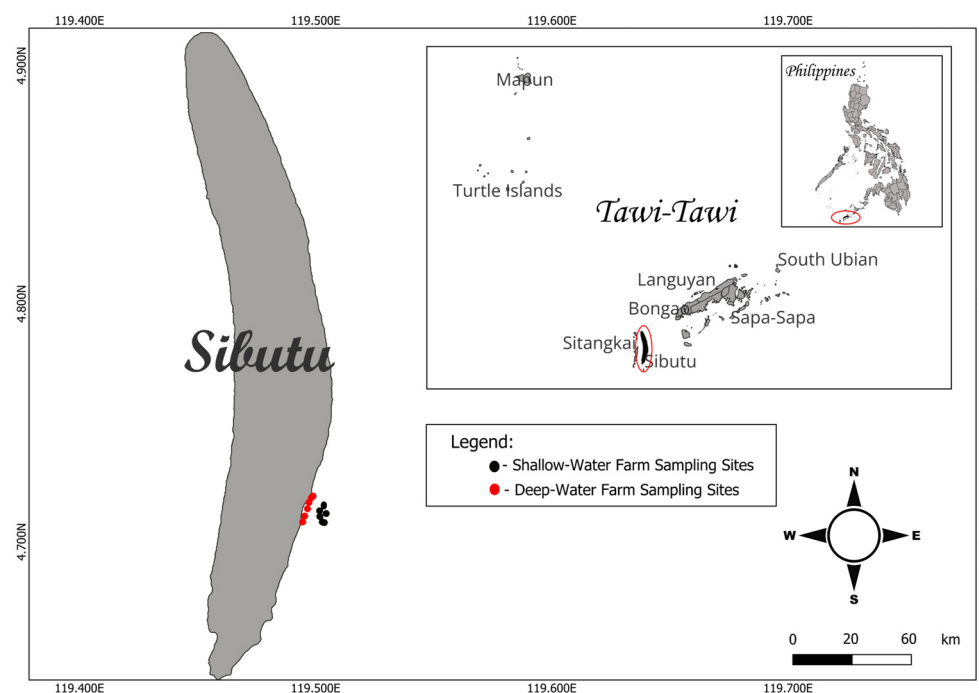 119.400E 119.500E 119.600E 119.700E
4.900N
4.800N
4.700N
Sibutu
Mapun
Turtle Islands
Tawi-Tawi
Philippines
South Ubian
Languyan
Bongao
Sapa-Sapa
Sitangkai
Sibutu
Legend:
- Shallow-Water Farm Sampling Sites
- Deep-Water Farm Sampling Sites
N
W E
S
0 20 60 km
119.400E 119.500E 119.600E 119.700E